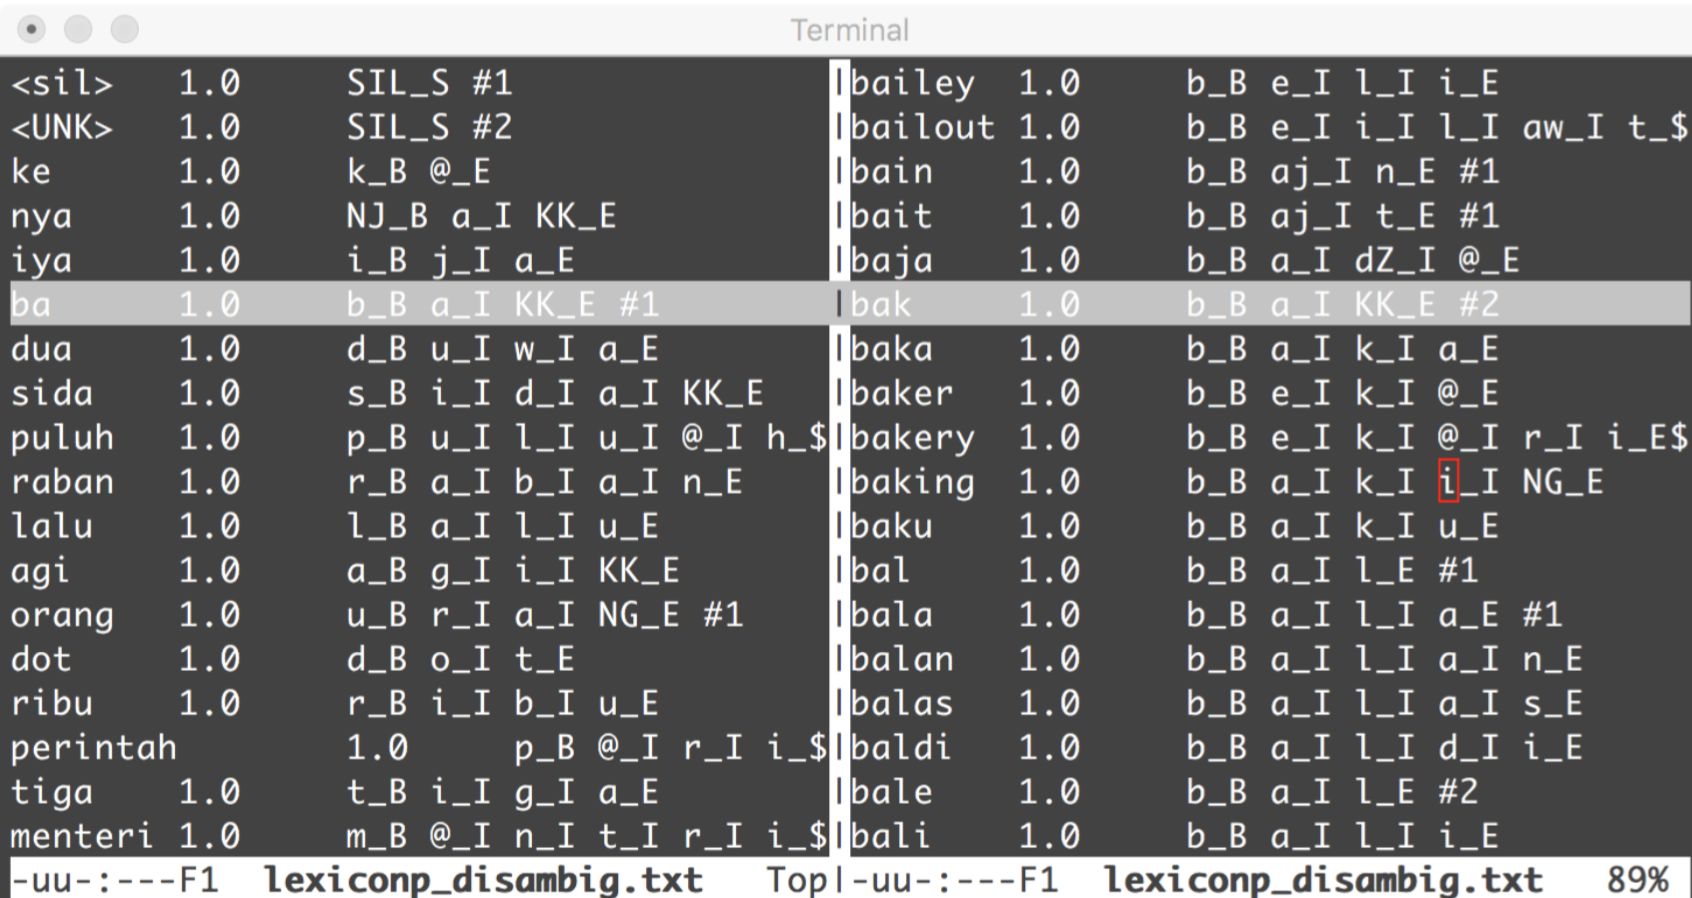 Terminal
<sil> 1.0 SIL_S #1
<UNK> 1.0 SIL_S #2
ke 1.0 k_B @_E
nya 1.0 NJ_B a_I KK_E
iya 1.0 i_B j_I a_E
ba 1.0 b_B a_I KK_E #1
dua 1.0 d_B u_I w_I a_E
sida 1.0 s_B i_I d_I a_I KK_E
puluh 1.0 p_B u_I l_I u_I @_I h_$
raban 1.0 r_B a_I b_I a_I n_E
lalu 1.0 l_B a_I l_I u_E
agi 1.0 a_B g_I i_I KK_E
orang 1.0 u_B r_I a_I NG_E #1
dot 1.0 d_B o_I t_E
ribu 1.0 r_B i_I b_I u_E
perintah 1.0 p_B @_I r_I i_$
tiga 1.0 t_B i_I g_I a_E
menteri 1.0 m_B @_I n_I t_I r_I i_$
-uu-:---F1 lexiconp_disambig.txt Top
|bailey 1.0 b_B e_I l_I i_E
|bailout 1.0 b_B e_I i_I l_I aw_I t_$
|bain 1.0 b_B aj_I n_E #1
|bait 1.0 b_B aj_I t_E #1
|baja 1.0 b_B a_I dZ_I @_E
|bak 1.0 b_B a_I KK_E #2
|baka 1.0 b_B a_I k_I a_E
|baker 1.0 b_B e_I k_I @_E
|bakery 1.0 b_B e_I k_I @_I r_I i_E$
|baking 1.0 b_B a_I k_I i_I NG_E
|baku 1.0 b_B a_I k_I u_E
|bal 1.0 b_B a_I l_E #1
|bala 1.0 b_B a_I l_I a_E #1
|balan 1.0 b_B a_I l_I a_I n_E
|balas 1.0 b_B a_I l_I a_I s_E
|baldi 1.0 b_B a_I l_I d_I i_E
|bale 1.0 b_B a_I l_E #2
|bali 1.0 b_B a_I l_I i_E
|-uu-:---F1 lexiconp_disambig.txt 89%